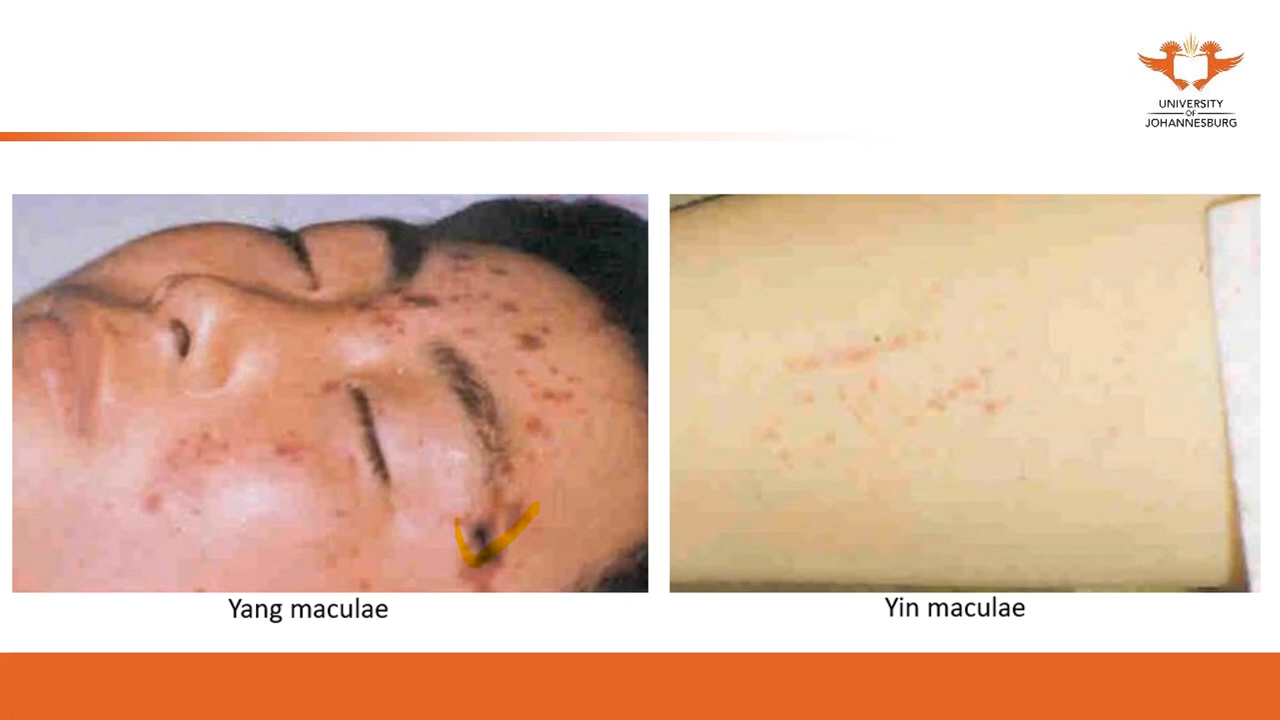 UNIVERSITY
OF
JOHANNESBURG
Yang maculae
Yin maculae